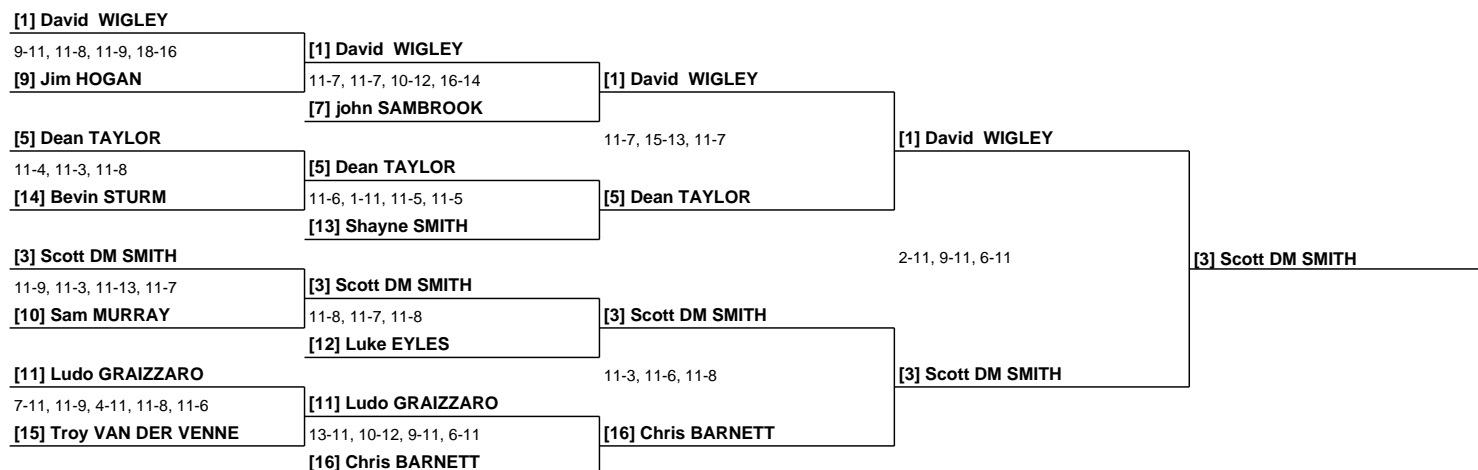 [1] David WIGLEY
9-11, 11-8, 11-9, 18-16
[9] Jim HOGAN
[5] Dean TAYLOR
11-4, 11-3, 11-8
[14] Bevin STURM
[3] Scott DM SMITH
11-9, 11-3, 11-13, 11-7
[10] Sam MURRAY
[11] Ludo GRAIZZARO
7-11, 11-9, 4-11, 11-8, 11-6
[15] Troy VAN DER VENNE
[1] David WIGLEY
11-7, 11-7, 10-12, 16-14
[7] john SAMBROOK
[5] Dean TAYLOR
11-6, 1-11, 11-5, 11-5
[13] Shayne SMITH
[3] Scott DM SMITH
11-8, 11-7, 11-8
[12] Luke EYLES
[11] Ludo GRAIZZARO
13-11, 10-12, 9-11, 6-11
[16] Chris BARNETT
[1] David WIGLEY
11-7, 15-13, 11-7
[5] Dean TAYLOR
[3] Scott DM SMITH
11-3, 11-6, 11-8
[16] Chris BARNETT
[1] David WIGLEY
2-11, 9-11, 6-11
[3] Scott DM SMITH
[3] Scott DM SMITH